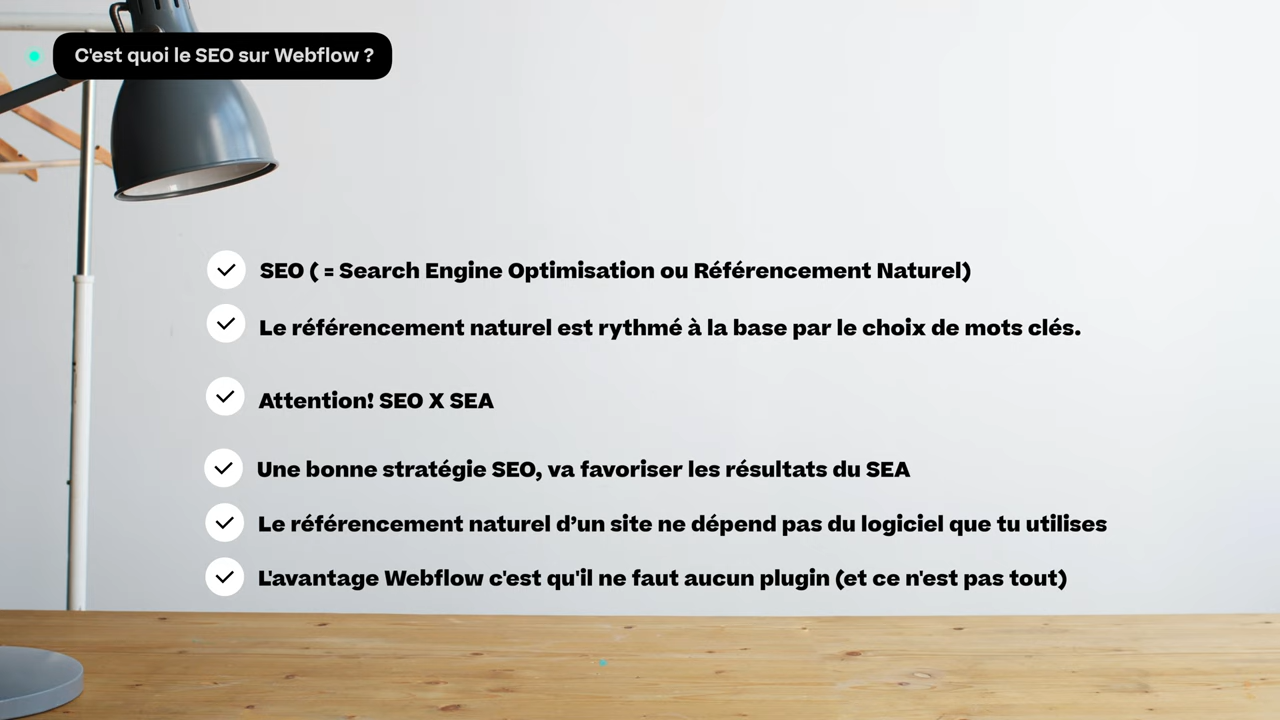 C'est quoi le SEO sur Webflow ?
SEO ( = Search Engine Optimisation ou Référencement Naturel)
Le référencement naturel est rythmé à la base par le choix de mots clés.
Attention! SEO X SEA
Une bonne stratégie SEO, va favoriser les résultats du SEA
Le référencement naturel d’un site ne dépend pas du logiciel que tu utilises
L'avantage Webflow c'est qu'il ne faut aucun plugin (et ce n'est pas tout)